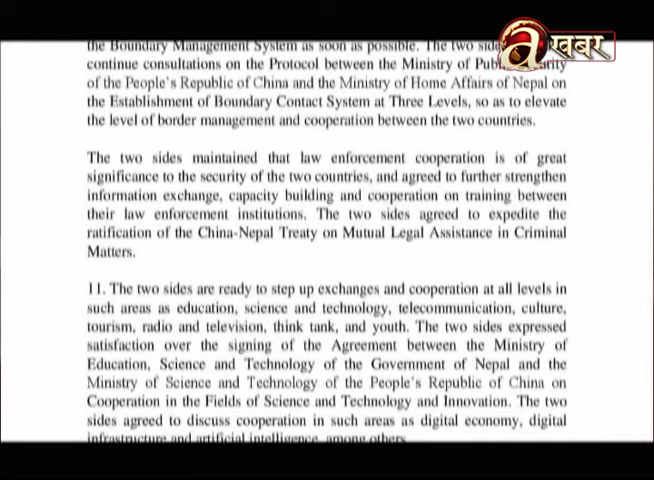 the Boundary Management System as soon as possible. The two
continue consultations on the Protocol between the Ministry of
of the People's Republic of China and the Ministry of Home Affairs of Nepal on
the Establishment of Boundary Contact System at Three Levels, so as to elevate
the level of border management and cooperation between the two countries.
The two sides maintained that law enforcement cooperation is of great
significance to the security of the two countries, and agreed to further strengthen
information exchange, capacity building and cooperation on training between
their law enforcement institutions. The two sides agreed to expedite the
ratification of the China-Nepal Treaty on Mutual Legal Assistance in Criminal
Matters.
11. The two sides are ready to step up exchanges and cooperation at all levels in
such areas as education, science and technology, telecommunication, culture,
tourism, radio and television, think tank, and youth. The two sides expressed
satisfaction over the signing of the Agreement between the Ministry of
Education, Science and Technology of the Government of Nepal and the
Ministry of Science and Technology of the People's Republic of China on
Cooperation in the Fields of Science and Technology and Innovation. The two
sides agreed to discuss cooperation in such areas as digital economy, digital
infrastructure and artificial intelligence, among others.
a खबर